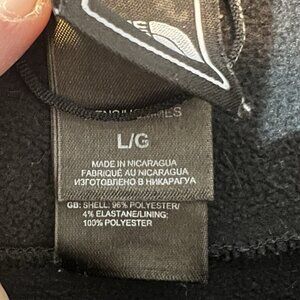 L/G
MADE IN NICARAGUA
FABRIQUÉ AU NICARAGUA
ИЗГОТОВЛЕНО В НИКАРАГУА
GB: SHELL: 96% POLYESTER/
4% ELASTANE/LINING:
100% POLYESTER